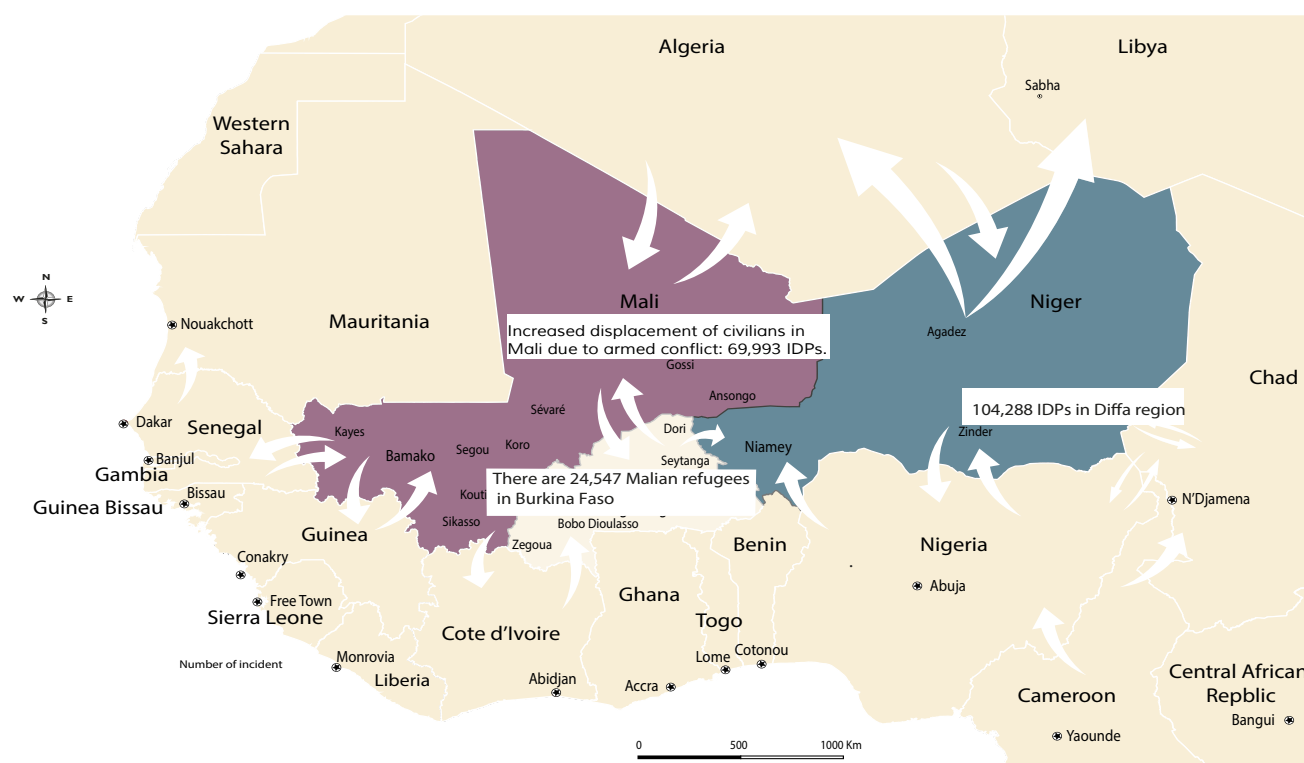 Algeria
Libya
Sabha
Western
Sahara
N
W E
S
Mali
Niger
Nouakchott
Mauritania
Agadez
Increased displacement of civilians in
Mali due to armed conflict: 69,993 IDPs.
Gossi
Chad
Ansongo
Sévaré
104,288 IDPs in Diffa region
Dakar
Senegal
Kayes
Dori
Zinder
Koro
Segou
Niamey
Bamako
Banjul
Gambia
Seytanga
There are 24,547 Malian refugees
in Burkina Faso
Bissau
Kouti
Guinea Bissau
N'Djamena
Sikasso
Bobo Dioulasso
Guinea
Zegoua
Benin
Nigeria
Conakry
Abuja
Ghana
Free Town
Sierra Leone
Togo
Cote d'Ivoire
Number of incident
Monrovia
Lome
Cotonou
Liberia
Abidjan
Accra
Central African
Repblic
Cameroon
Bangui
Yaounde
0 500 1000 Km